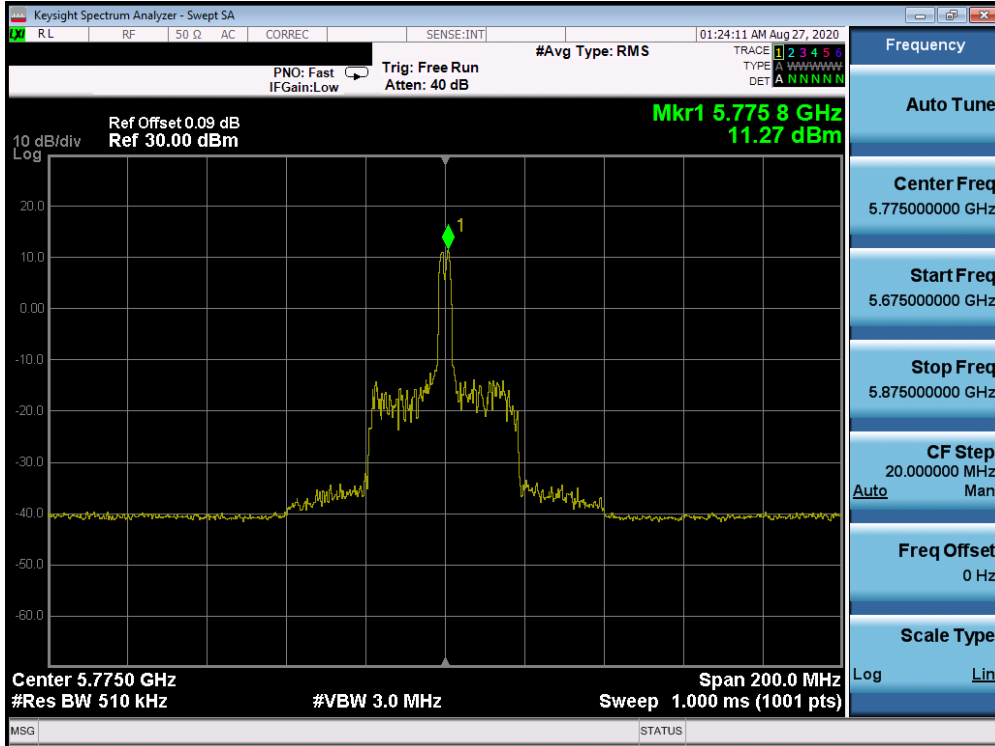 Keysight Spectrum Analyzer - Swept SA
LXI RL RF 50 Ω AC CORREC SENSE:INT 01:24:11 AM Aug 27, 2020
#Avg Type: RMS
TRACE 1 2 3 4 5 6
PNO: Fast Trig: Free Run
TYPE A WWWWW
IFGain:Low Atten: 40 dB
DET A N N N N N
Mkr1 5.775 8 GHz
11.27 dBm
Ref Offset 0.09 dB
10 dB/div Ref 30.00 dBm
Log
1
20.0
10.0
0.00
-10.0
-20.0
-30.0
-40.0
-50.0
-60.0
Center 5.7750 GHz Span 200.0 MHz
#Res BW 510 kHz #VBW 3.0 MHz Sweep 1.000 ms (1001 pts)
MSG STATUS
Frequency
Auto Tune
Center Freq
5.775000000 GHz
Start Freq
5.675000000 GHz
Stop Freq
5.875000000 GHz
CF Step
20.000000 MHz
Auto Man
Freq Offset
0 Hz
Scale Type
Log Lin